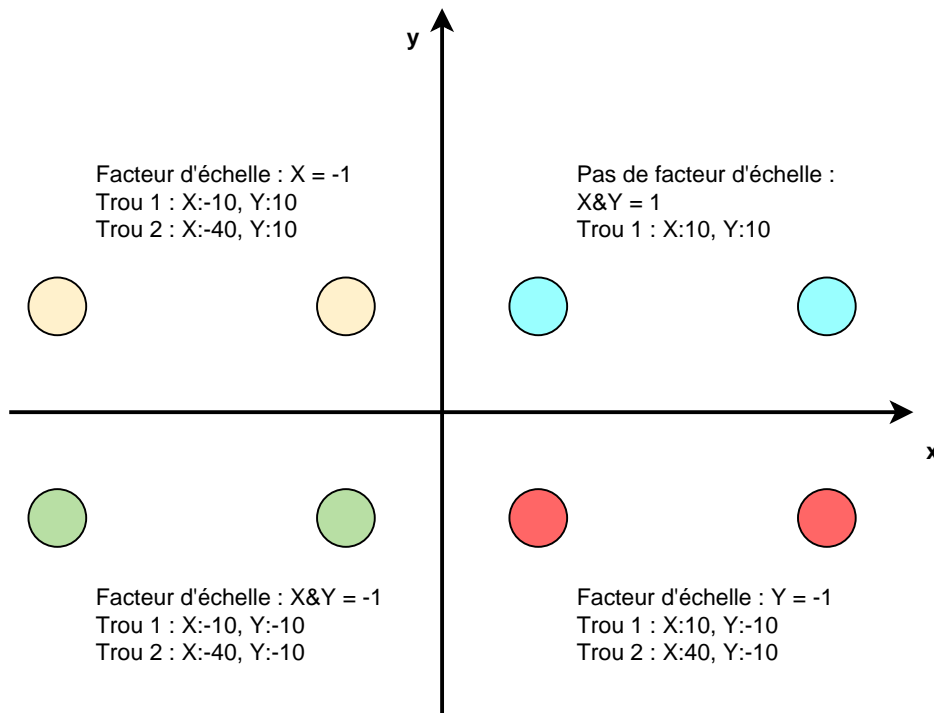 y
Facteur d'échelle : X = -1
Trou 1 : X:-10, Y:10
Trou 2 : X:-40, Y:10
Pas de facteur d'échelle :
X&Y = 1
Trou 1 : X:10, Y:10
x
Facteur d'échelle : X&Y = -1
Trou 1 : X:-10, Y:-10
Trou 2 : X:-40, Y:-10
Facteur d'échelle : Y = -1
Trou 1 : X:10, Y:-10
Trou 2 : X:40, Y:-10